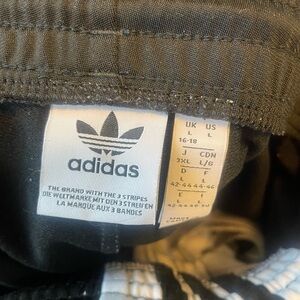 adidas
THE BRAND WITH THE 3 STRIPES
DIE WELTMARKE MIT DEN 3 STREIFEN
LA MARQUE AUX 3 BANDES
UK US
L L
16-18
J CDN
3XL L/G
D F
L L
42-44 44-46
E